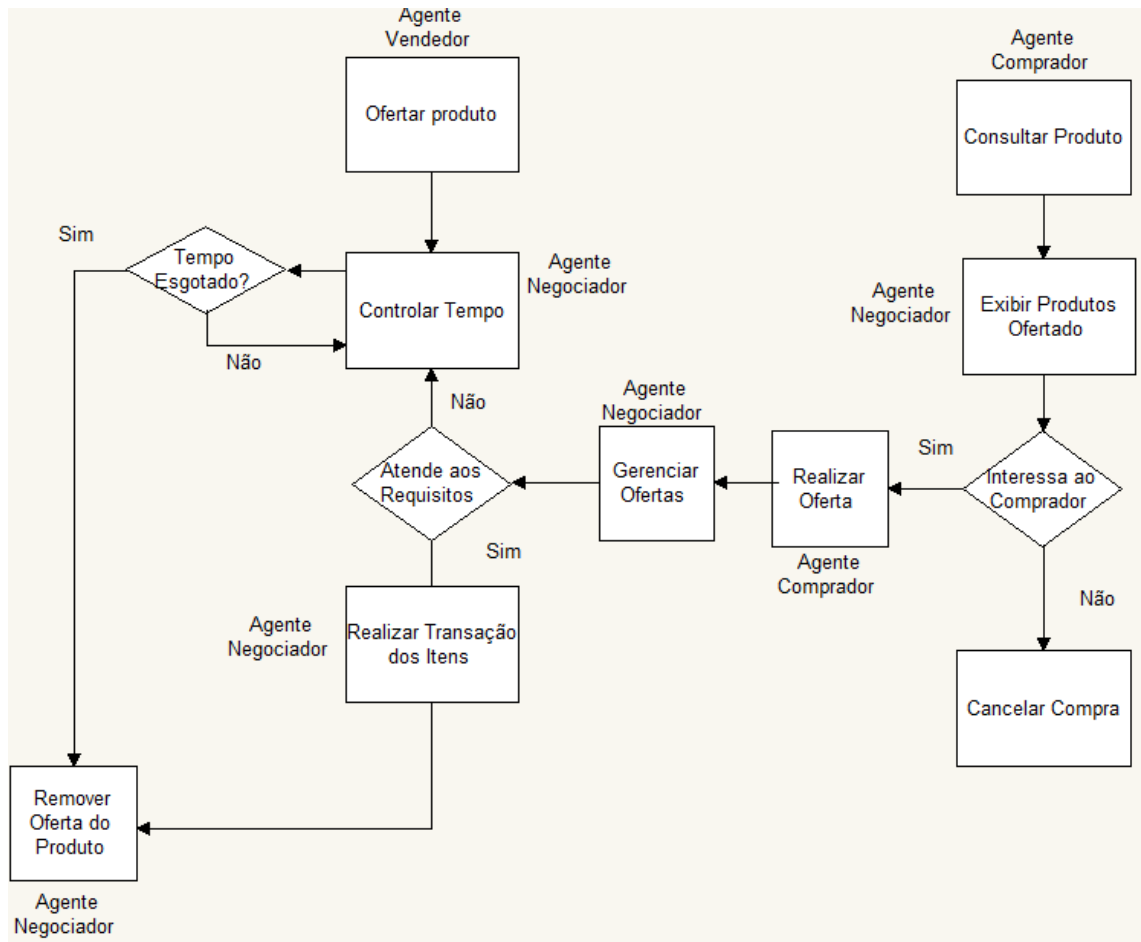 Agente
Vendedor
Ofertar produto
Agente
Comprador
Consultar Produto
Sim
Tempo
Esgotado?
Não
Controlar Tempo
Agente
Negociador
Agente
Negociador
Exibir Produtos
Ofertado
Não
Atende aos
Requisitos
Sim
Agente
Negociador
Gerenciar
Ofertas
Realizar
Oferta
Agente
Comprador
Sim
Interessa ao
Comprador
Não
Cancelar Compra
Agente
Negociador
Realizar Transação
dos Itens
Remover
Oferta do
Produto
Agente
Negociador